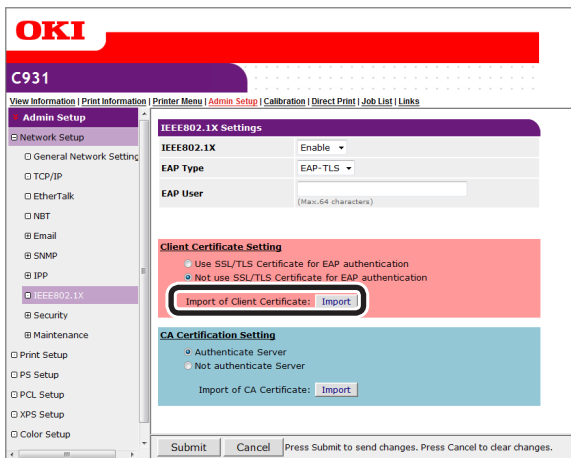 OKI
C931
View Information | Print Information | Printer Menu | Admin Setup | Calibration | Direct Print | Job List | Links
Admin Setup
Network Setup
General Network Setting
TCP/IP
EtherTalk
NBT
Email
SNMP
IPP
IEEE802.1X
Security
Maintenance
Print Setup
PS Setup
PCL Setup
XPS Setup
Color Setup
IEEE802.1X Settings
IEEE802.1X Enable
EAP Type EAP-TLS
EAP User
(Max.64 characters)
Client Certificate Setting
Use SSL/TLS Certificate for EAP authentication
Not use SSL/TLS Certificate for EAP authentication
Import of Client Certificate: Import
CA Certification Setting
Authenticate Server
Not authenticate Server
Import of CA Certificate: Import
Submit Cancel Press Submit to send changes. Press Cancel to clear changes.